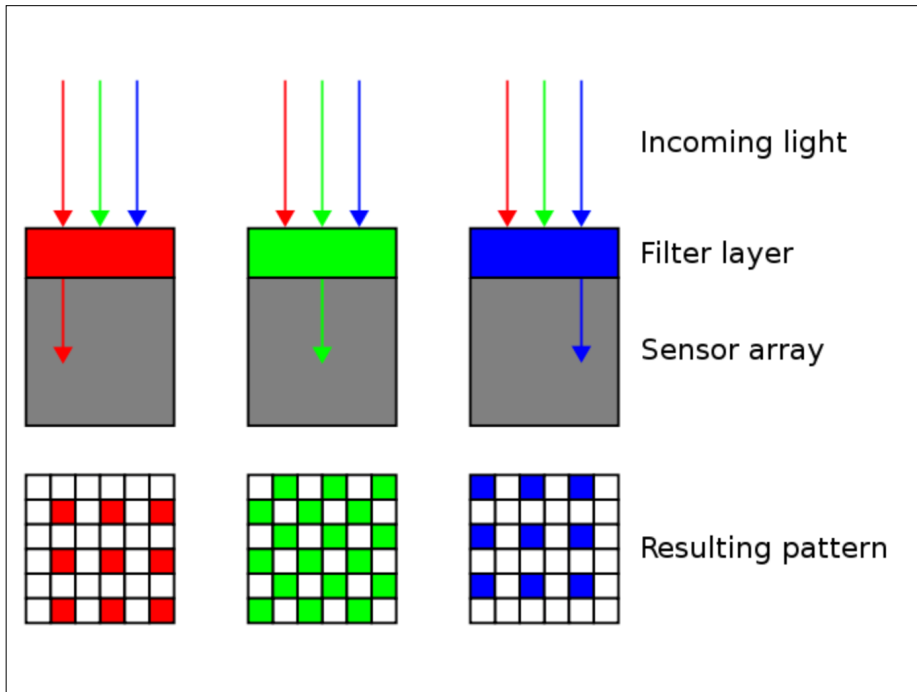 Incoming light
Filter layer
Sensor array
Resulting pattern